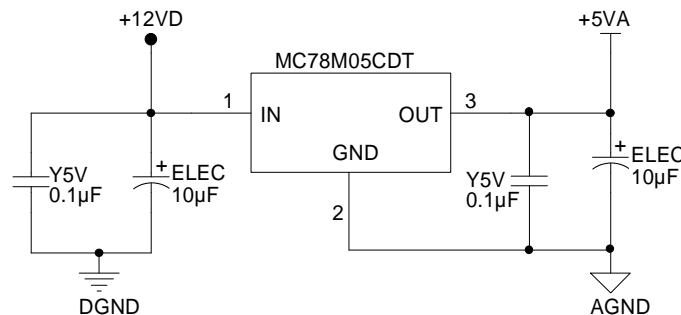 +12VD
+5VA
MC78M05CDT
1
IN
OUT
3
GND
+ ELEC
10µF
Y5V
0.1µF
+ ELEC
10µF
Y5V
0.1µF
2
DGND
AGND